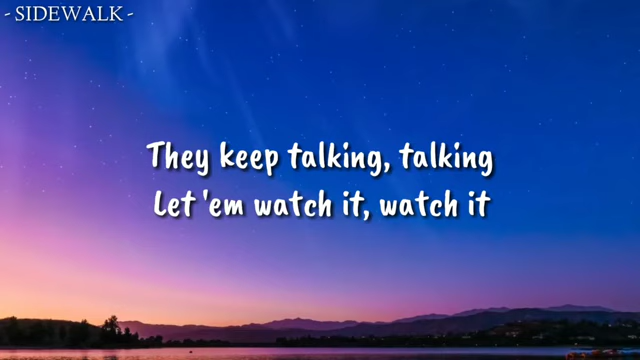 - SIDEWALK -
They keep talking, talking
Let 'em watch it, watch it